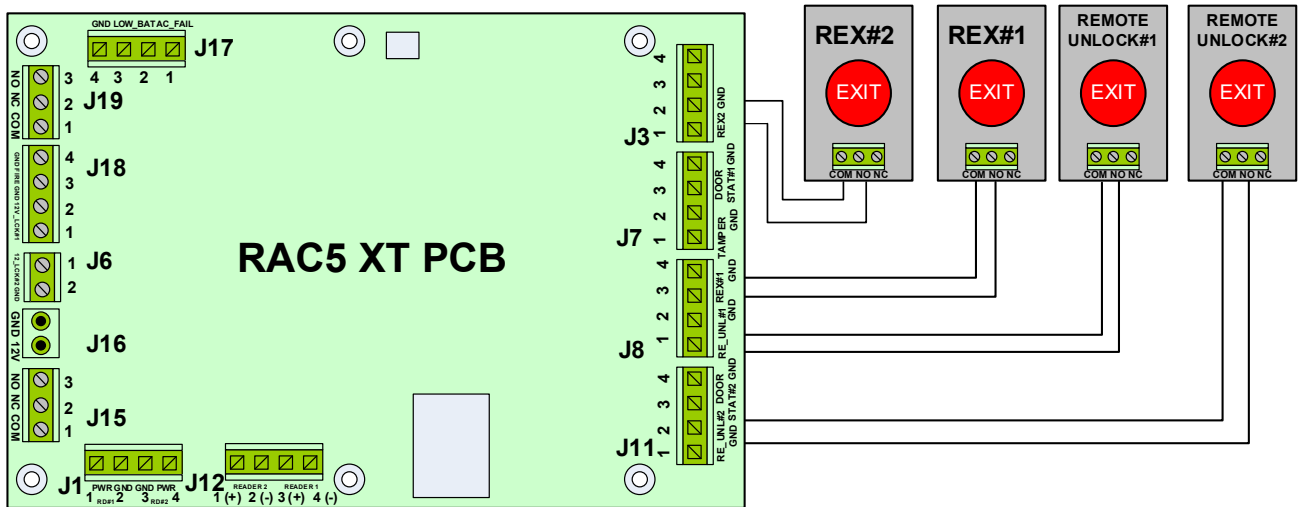 GND LOW_BAT AC_FAIL
J17
4 3 2 1
NO NC COM
3
2
1
J19
GND FIRE GND 12V_LCK#1
4
3
2
1
J18
12_LCK#2 GND
1
2
J6
GND 12V
J16
NO NC COM
3
2
1
J15
J1
PWR GND GND PWR
1 RD#1 2 3 RD#2 4
J12
READER 2 READER 1
1 (+) 2 (-) 3 (+) 4 (-)
RAC5 XT PCB
4
3
2
1
J3
REX2 GND
4
3
2
1
J7
DOOR
STAT#1 GND
TAMPER
GND
4
3
2
1
J8
REX#1
GND
RE_UNL#1
GND
4
3
2
1
J11
DOOR
STAT#2 GND
RE_UNL#2
GND
REX#2
EXIT
COM NO NC
REX#1
EXIT
COM NO NC
REMOTE
UNLOCK#1
EXIT
COM NO NC
REMOTE
UNLOCK#2
EXIT
COM NO NC